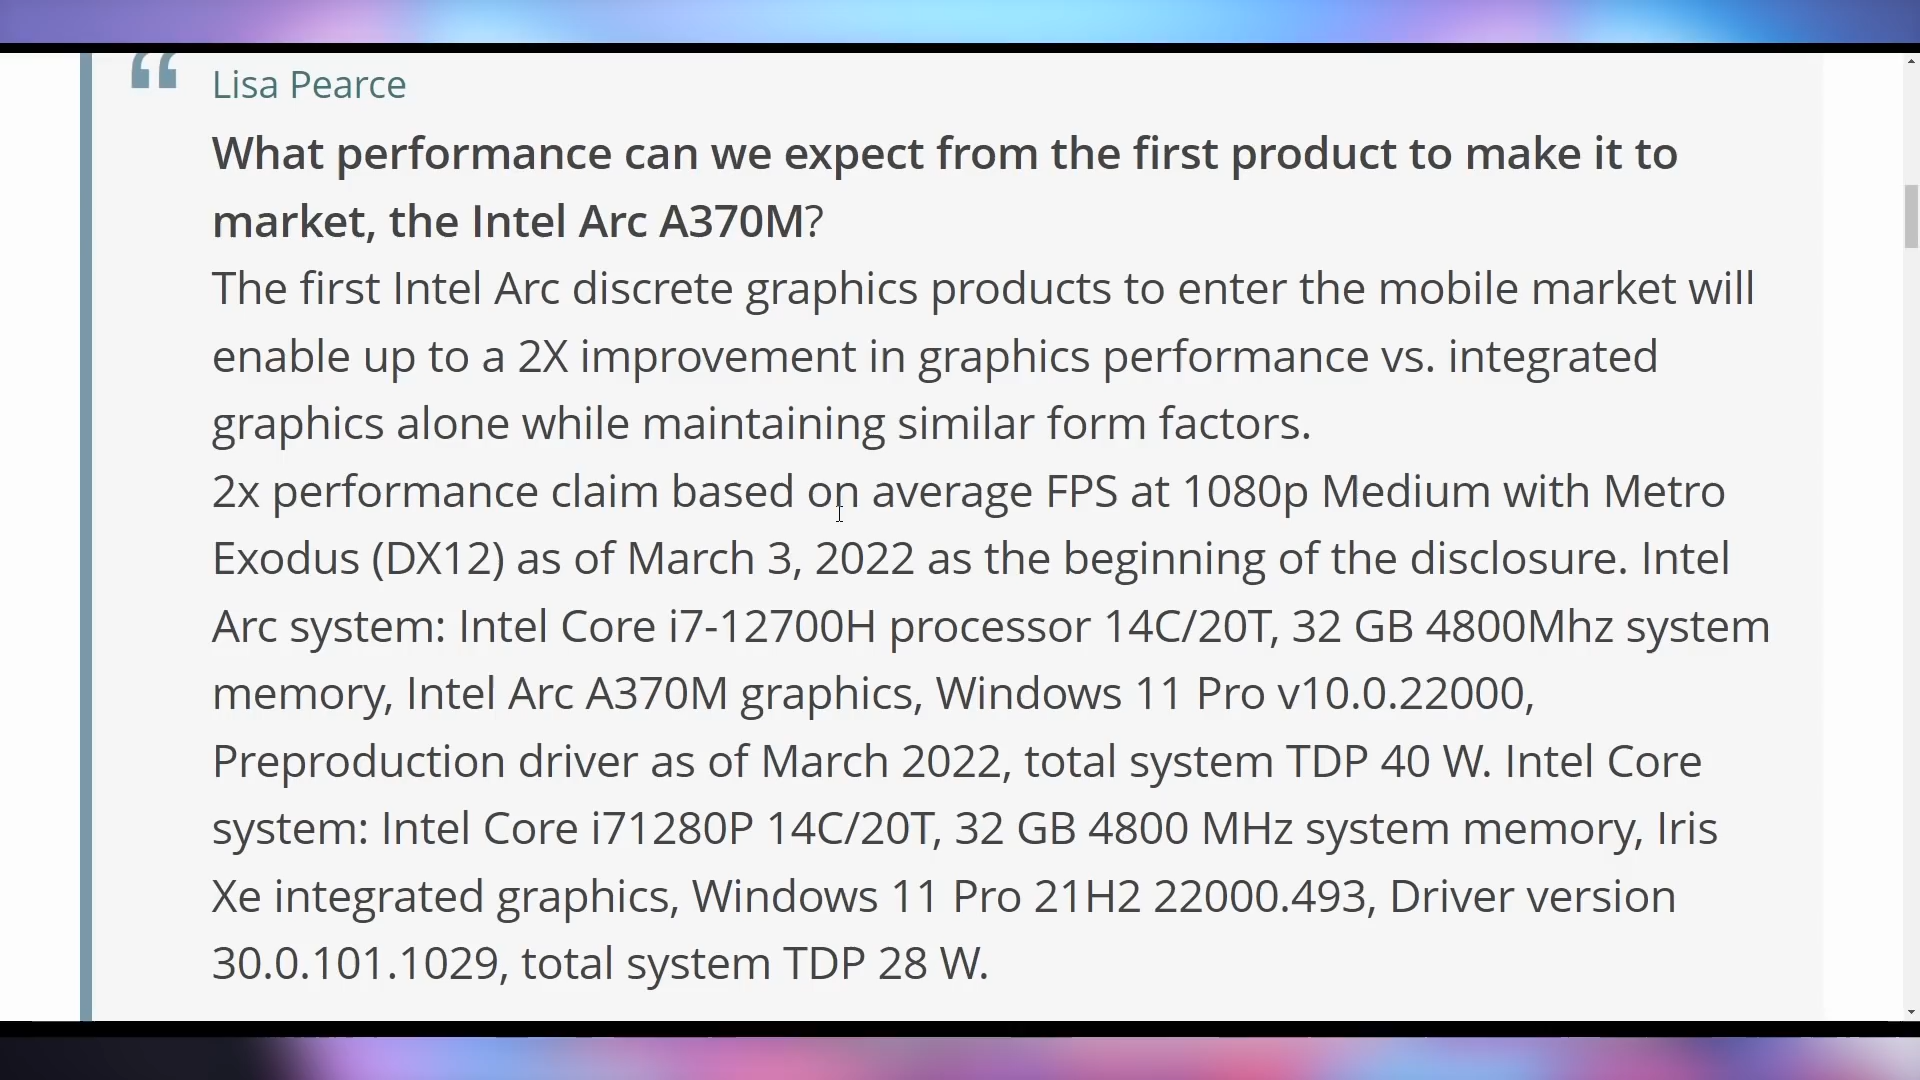 “ Lisa Pearce
What performance can we expect from the first product to make it to
market, the Intel Arc A370M?
The first Intel Arc discrete graphics products to enter the mobile market will
enable up to a 2X improvement in graphics performance vs. integrated
graphics alone while maintaining similar form factors.
2x performance claim based on average FPS at 1080p Medium with Metro
Exodus (DX12) as of March 3, 2022 as the beginning of the disclosure. Intel
Arc system: Intel Core i7-12700H processor 14C/20T, 32 GB 4800Mhz system
memory, Intel Arc A370M graphics, Windows 11 Pro v10.0.22000,
Preproduction driver as of March 2022, total system TDP 40 W. Intel Core
system: Intel Core i71280P 14C/20T, 32 GB 4800 MHz system memory, Iris
Xe integrated graphics, Windows 11 Pro 21H2 22000.493, Driver version
30.0.101.1029, total system TDP 28 W.